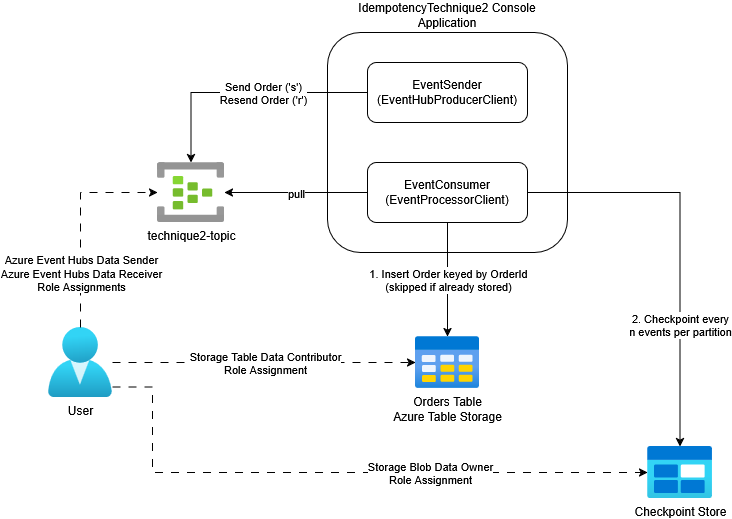 IdempotencyTechnique2 Console
Application
EventSender
(EventHubProducerClient)
Send Order ('s')
Resend Order ('r')
EventConsumer
(EventProcessorClient)
pull
technique2-topic
Azure Event Hubs Data Sender
Azure Event Hubs Data Receiver
Role Assignments
1. Insert Order keyed by OrderId
(skipped if already stored)
2. Checkpoint every
n events per partition
Storage Table Data Contributor
Role Assignment
User
Orders Table
Azure Table Storage
Storage Blob Data Owner
Role Assignment
Checkpoint Store